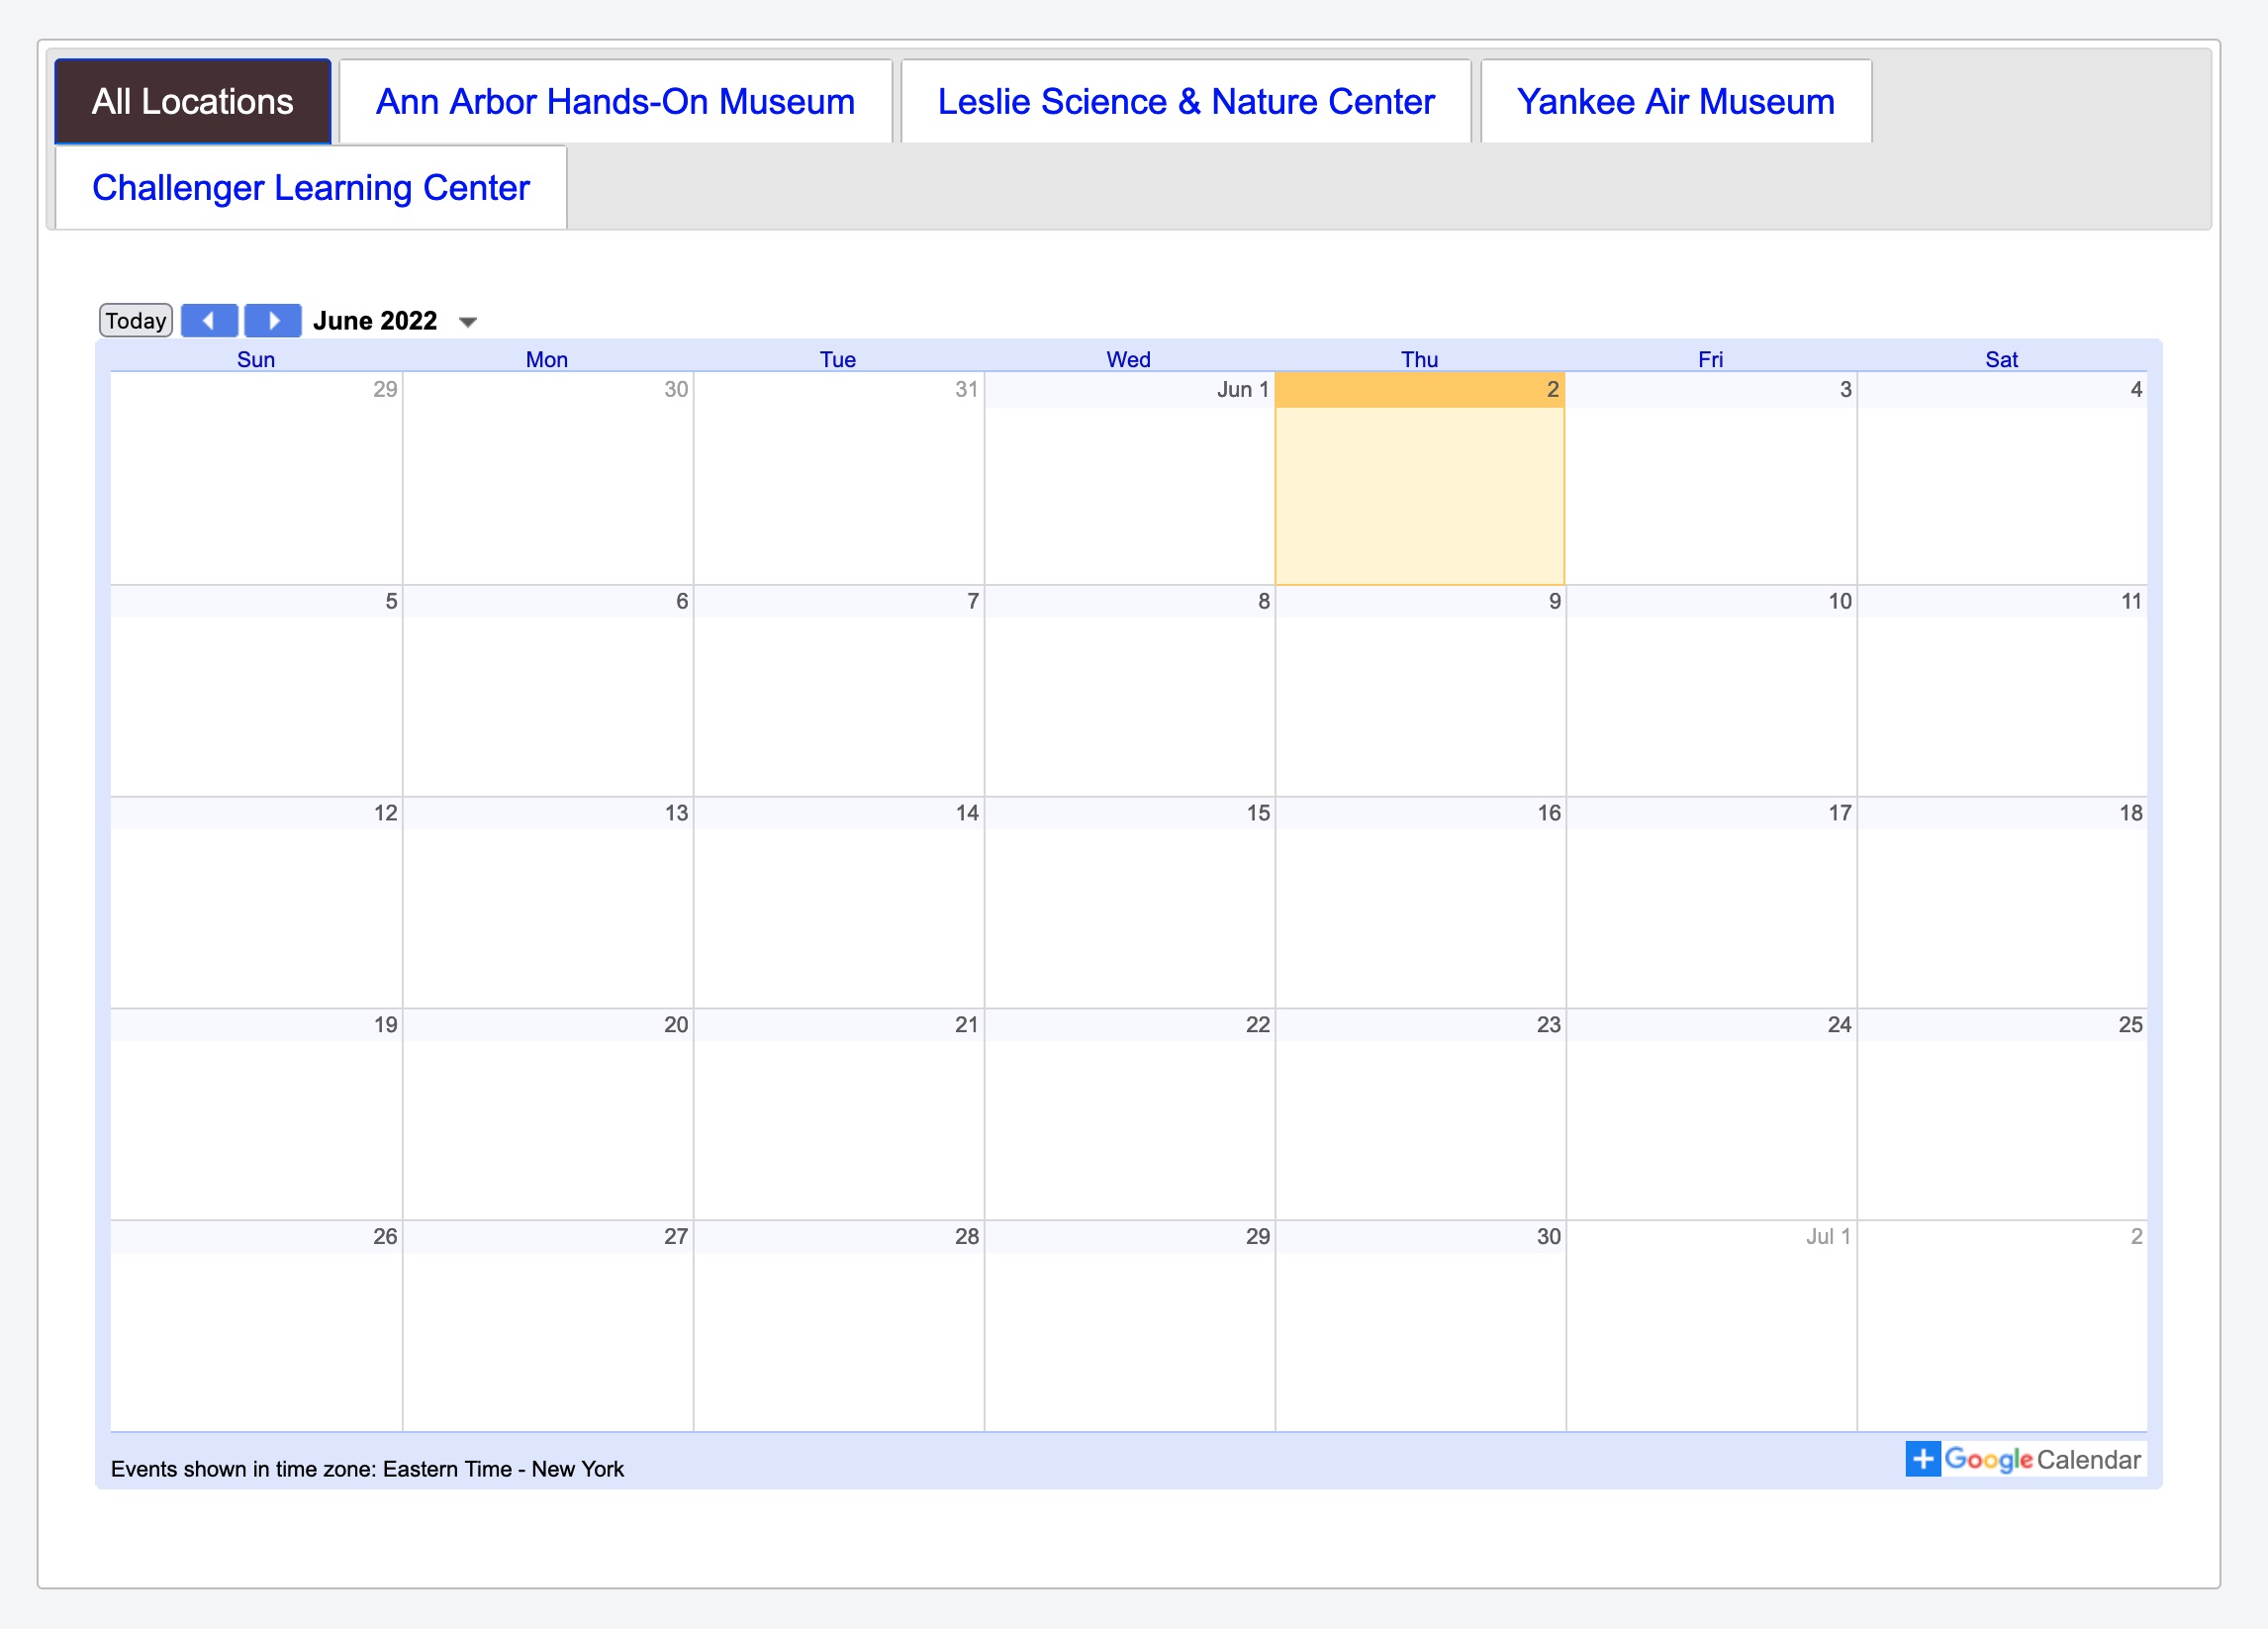 All Locations Ann Arbor Hands-On Museum Leslie Science & Nature Center Yankee Air Museum
Challenger Learning Center
Today June 2022
Sun Mon Tue Wed Thu Fri Sat
29 30 31 Jun 1 2 3 4
5 6 7 8 9 10 11
12 13 14 15 16 17 18
19 20 21 22 23 24 25
26 27 28 29 30 Jul 1 2
Events shown in time zone: Eastern Time - New York
+ Google Calendar